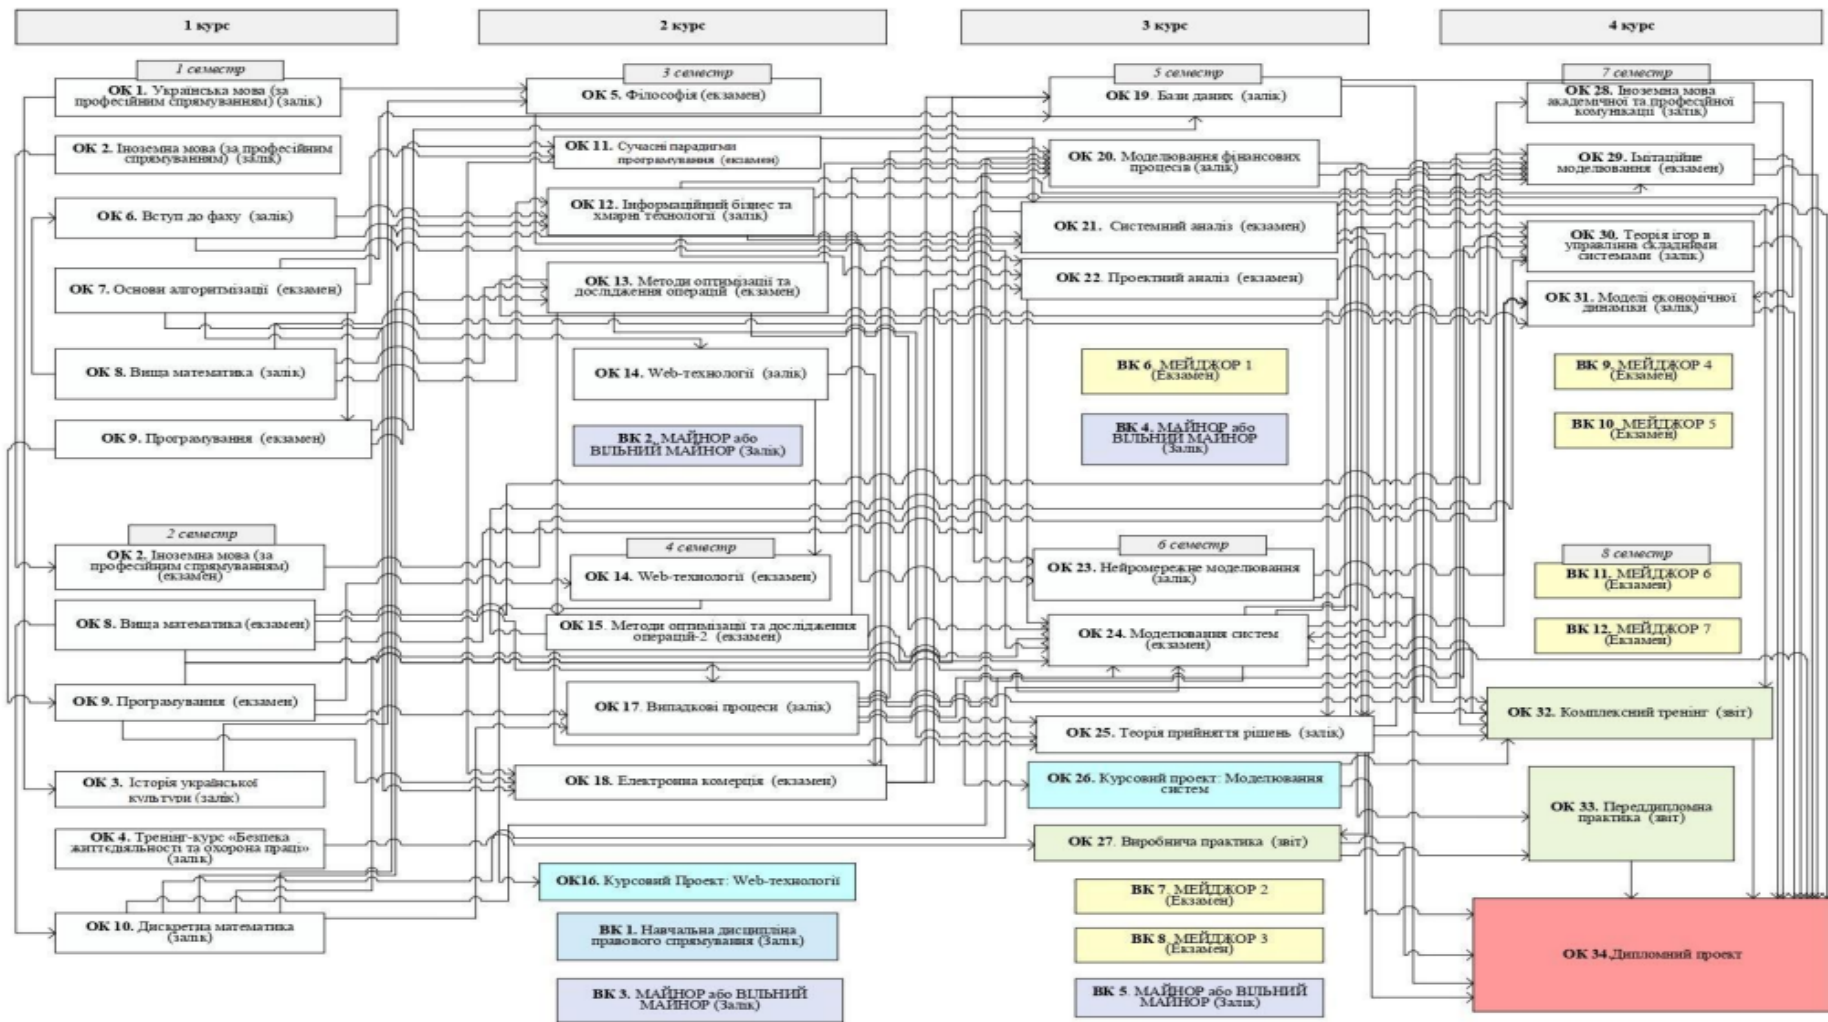 1 курс
2 курс
3 курс
4 курс
1 семестр
ОК 1. Українська мова (за
професійним спрямуванням) (залік)
ОК 2. Іноземна мова (за професійним
спрямуванням) (залік)
ОК 6. Вступ до фаху (залік)
ОК 7. Основи алгоритмізації (екзамен)
ОК 8. Вища математика (залік)
ОК 9. Програмування (екзамен)
2 семестр
ОК 2. Іноземна мова (за
професійним спрямуванням)
(екзамен)
ОК 8. Вища математика (екзамен)
ОК 9. Програмування (екзамен)
ОК 3. Історія української
культури (залік)
ОК 4. Тренінг-курс «Безпека
життєдіяльності та охорона праці»
(залік)
ОК 10. Дискретна математика
(залік)
3 семестр
ОК 5. Філософія (екзамен)
ОК 11. Сучасні парадигми
програмування (екзамен)
ОК 12. Інформаційний бізнес та
хмарні технології (залік)
ОК 13. Методи оптимізації та
дослідження операцій (екзамен)
ОК 14. Web-технології (залік)
ВК 2. МАЙНОР або
ВІЛЬНИЙ МАЙНОР (Залік)
4 семестр
ОК 14. Web-технології (екзамен)
ОК 15. Методи оптимізації та дослідження
операцій-2 (екзамен)
ОК 17. Випадкові процеси (залік)
ОК 18. Електронна комерція (екзамен)
ОК16. Курсовий Проект: Web-технології
ВК 1. Навчальна дисципліна
правового спрямування (Залік)
ВК 3. МАЙНОР або ВІЛЬНИЙ
МАЙНОР (Залік)
5 семестр
ОК 19. Бази даних (залік)
ОК 20. Моделювання фінансових
процесів (залік)
ОК 21. Системний аналіз (екзамен)
ОК 22. Проектний аналіз (екзамен)
ВК 6. МЕЙДЖОР 1
(Екзамен)
ВК 4. МАЙНОР або
ВІЛЬНИЙ МАЙНОР
(Залік)
6 семестр
ОК 23. Нейромережне моделювання
(залік)
ОК 24. Моделювання систем
(екзамен)
ОК 25. Теорія прийняття рішень (залік)
ОК 26. Курсовий проект: Моделювання
систем
ОК 27. Виробнича практика (звіт)
ВК 7. МЕЙДЖОР 2
(Екзамен)
ВК 8. МЕЙДЖОР 3
(Екзамен)
ВК 5. МАЙНОР або ВІЛЬНИЙ
МАЙНОР (Залік)
7 семестр
ОК 28. Іноземна мова
академічної та професійної
комунікації (залік)
ОК 29. Імітаційне
моделювання (екзамен)
ОК 30. Теорія ігор в
управлінні складними
системами (залік)
ОК 31. Моделі економічної
динаміки (залік)
ВК 9. МЕЙДЖОР 4
(Екзамен)
ВК 10. МЕЙДЖОР 5
(Екзамен)
8 семестр
ВК 11. МЕЙДЖОР 6
(Екзамен)
ВК 12. МЕЙДЖОР 7
(Екзамен)
ОК 32. Комплексний тренінг (звіт)
ОК 33. Переддипломна
практика (звіт)
ОК 34.Дипломний проект